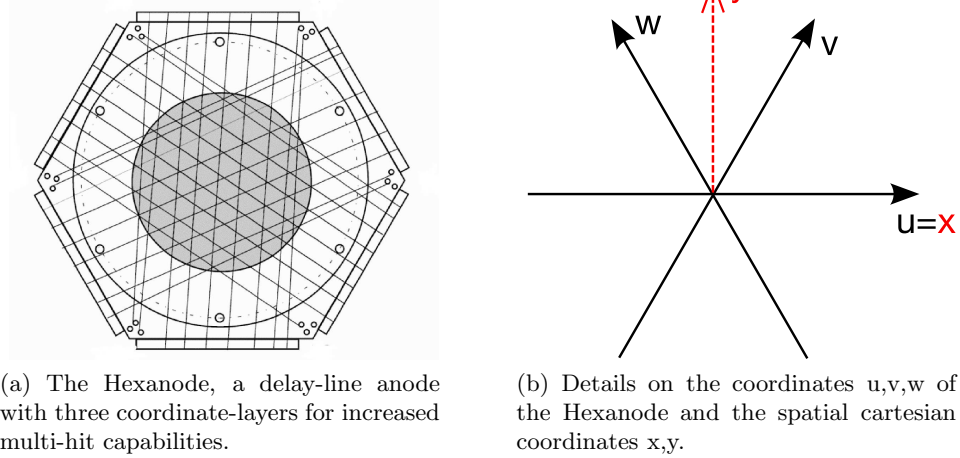 w
v
u=x
(a) The Hexanode, a delay-line anode
with three coordinate-layers for increased
multi-hit capabilities.
(b) Details on the coordinates u,v,w of
the Hexanode and the spatial cartesian
coordinates x,y.